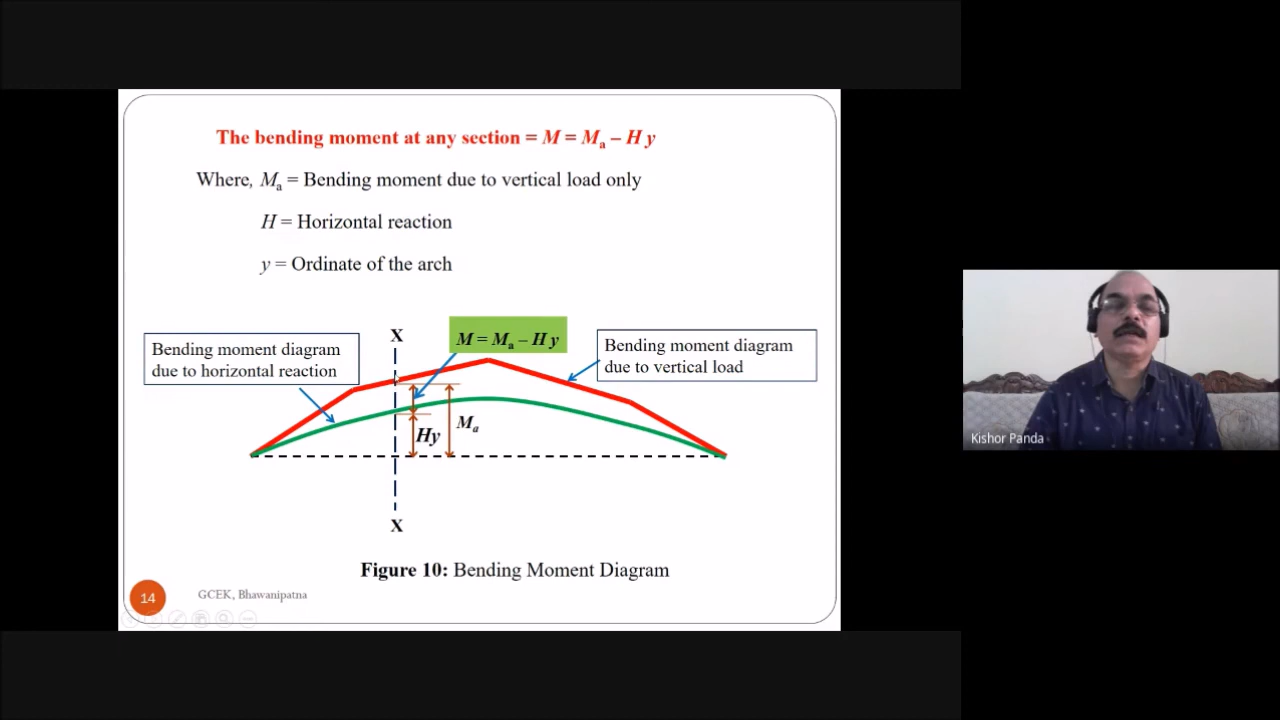 The bending moment at any section = M = Ma – H y
Where, Ma = Bending moment due to vertical load only
H = Horizontal reaction
y = Ordinate of the arch
X
M = Ma – H y
Bending moment diagram
due to horizontal reaction
Bending moment diagram
due to vertical load
Hy
Ma
X
Figure 10: Bending Moment Diagram
14
GCEK, Bhawanipatna
Kishor Panda